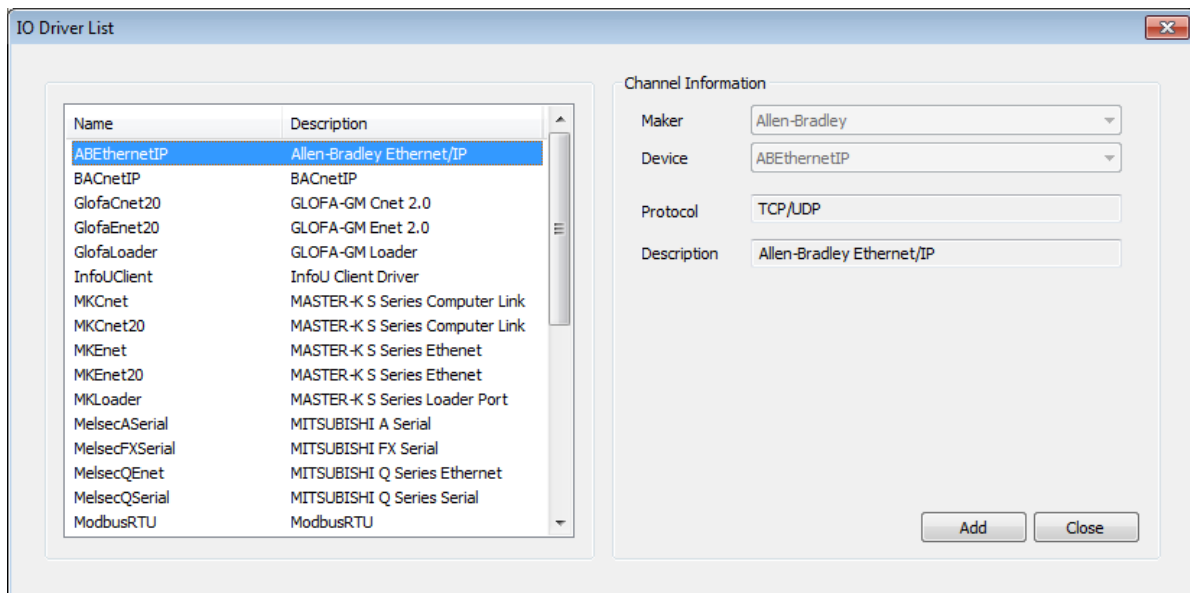 IO Driver List
Name Description
ABEthernetIP Allen-Bradley Ethernet/IP
BACnetIP BACnetIP
GlofaCnet20 GLOFA-GM Cnet 2.0
GlofaEnet20 GLOFA-GM Enet 2.0
GlofaLoader GLOFA-GM Loader
InfoUClient InfoU Client Driver
MKCnet MASTER-K S Series Computer Link
MKCnet20 MASTER-K S Series Computer Link
MKEnet MASTER-K S Series Ethenet
MKEnet20 MASTER-K S Series Ethenet
MKLoader MASTER-K S Series Loader Port
MelsecASerial MITSUBISHI A Serial
MelsecFXSerial MITSUBISHI FX Serial
MelsecQEnet MITSUBISHI Q Series Ethernet
MelsecQSerial MITSUBISHI Q Series Serial
ModbusRTU ModbusRTU
Channel Information
Maker Allen-Bradley
Device ABEthernetIP
Protocol TCP/UDP
Description Allen-Bradley Ethernet/IP
Add Close